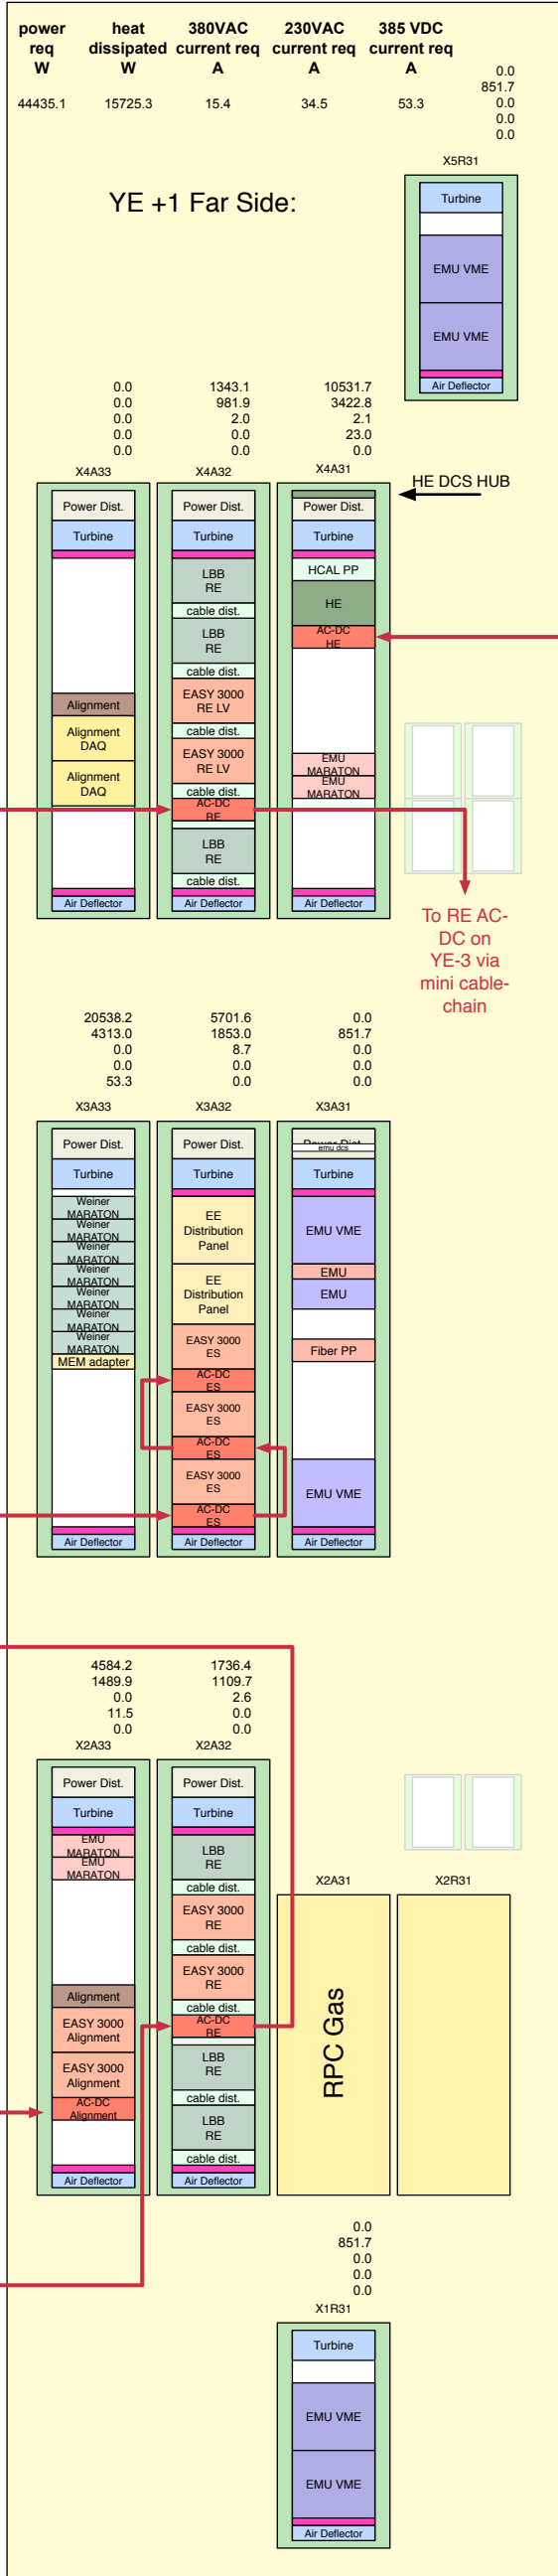 power heat 380VAC 230VAC 385 VDC
req dissipated current req current req current req
W W A A A
44435.1 15725.3 15.4 34.5 53.3
0.0
851.7
0.0
0.0
0.0
X5R31
YE +1 Far Side:
Turbine
EMU VME
EMU VME
Air Deflector
0.0 1343.1 10531.7
0.0 981.9 3422.8
0.0 2.0 2.1
0.0 0.0 23.0
0.0 0.0 0.0
X4A33 X4A32 X4A31
HE DCS HUB
Power Dist.
Turbine
Alignment
Alignment
DAQ
Alignment
DAQ
Air Deflector
Power Dist.
Turbine
LBB
RE
cable dist.
LBB
RE
cable dist.
EASY 3000
RE LV
cable dist.
EASY 3000
RE LV
cable dist.
AC-DC
RE
LBB
RE
cable dist.
Air Deflector
Power Dist.
Turbine
HCAL PP
HE
AC-DC
HE
EMU
MARATON
EMU
MARATON
Air Deflector
To RE AC-
DC on
YE-3 via
mini cable-
chain
20538.2 5701.6 0.0
4313.0 1853.0 851.7
0.0 8.7 0.0
0.0 0.0 0.0
53.3 0.0 0.0
X3A33 X3A32 X3A31
Power Dist.
Turbine
Weiner
MARATON
Weiner
MARATON
Weiner
MARATON
Weiner
MARATON
Weiner
MARATON
Weiner
MARATON
Weiner
MARATON
MEM adapter
Air Deflector
Power Dist.
Turbine
EE
Distribution
Panel
EE
Distribution
Panel
EASY 3000
ES
AC-DC
ES
EASY 3000
ES
AC-DC
ES
EASY 3000
ES
AC-DC
ES
Air Deflector
Power Dist.
emu dcs
Turbine
EMU VME
EMU
EMU
Fiber PP
EMU VME
Air Deflector
4584.2 1736.4
1489.9 1109.7
0.0 2.6
11.5 0.0
0.0 0.0
X2A33 X2A32
Power Dist.
Turbine
EMU
MARATON
EMU
MARATON
Alignment
EASY 3000
Alignment
EASY 3000
Alignment
AC-DC
Alignment
Air Deflector
Power Dist.
Turbine
LBB
RE
cable dist.
EASY 3000
RE
cable dist.
EASY 3000
RE
cable dist.
AC-DC
RE
LBB
RE
cable dist.
LBB
RE
cable dist.
Air Deflector
X2A31 X2R31
RPC Gas
0.0
851.7
0.0
0.0
0.0
X1R31
Turbine
EMU VME
EMU VME
Air Deflector